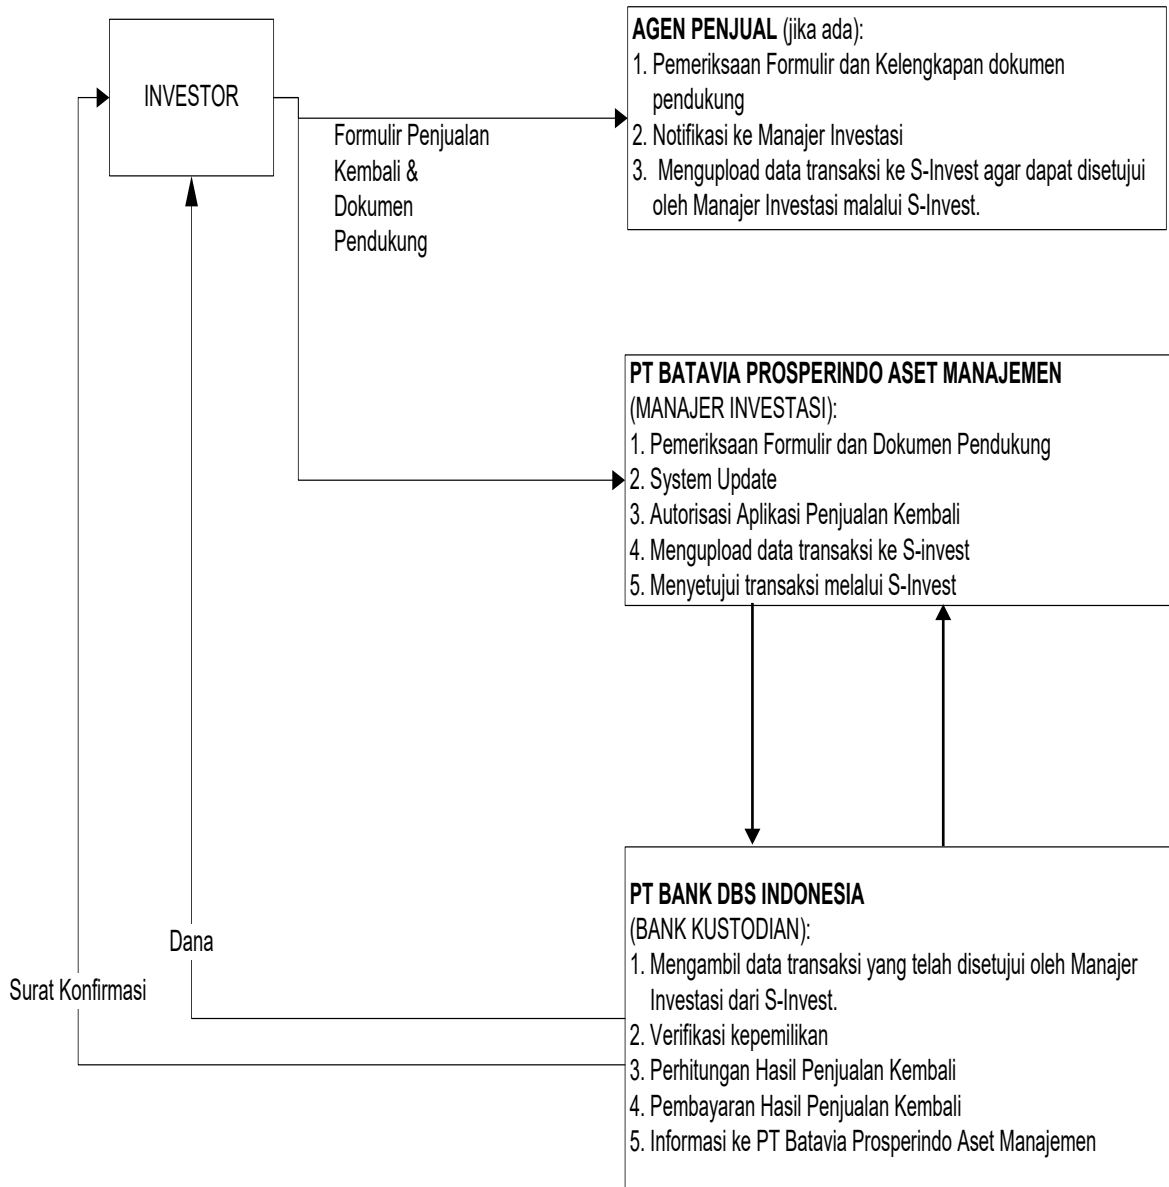 INVESTOR
Formulir Penjualan
Kembali &
Dokumen
Pendukung
AGEN PENJUAL (jika ada):
1. Pemeriksaan Formulir dan Kelengkapan dokumen
pendukung
2. Notifikasi ke Manajer Investasi
3. Mengupload data transaksi ke S-Invest agar dapat disetujui
oleh Manajer Investasi malalui S-Invest.
PT BATAVIA PROSPERINDO ASET MANAJEMEN
(MANAJER INVESTASI):
1. Pemeriksaan Formulir dan Dokumen Pendukung
2. System Update
3. Autorisasi Aplikasi Penjualan Kembali
4. Mengupload data transaksi ke S-invest
5. Menyetujui transaksi melalui S-Invest
Dana
Surat Konfirmasi
PT BANK DBS INDONESIA
(BANK KUSTODIAN):
1. Mengambil data transaksi yang telah disetujui oleh Manajer
Investasi dari S-Invest.
2. Verifikasi kepemilikan
3. Perhitungan Hasil Penjualan Kembali
4. Pembayaran Hasil Penjualan Kembali
5. Informasi ke PT Batavia Prosperindo Aset Manajemen